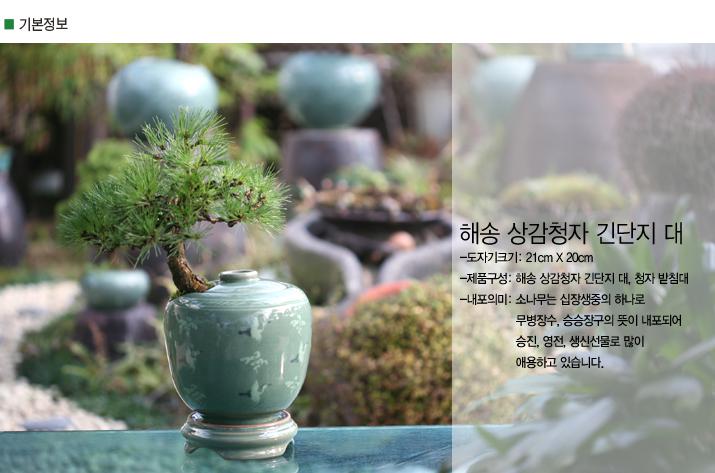 기본정보
해송 상감청자 긴단지 대
-도자기크기: 21cm X 20cm
-제품구성: 해송 상감청자 긴단지 대, 청자 받침대
-내포의미: 소나무는 십장생중의 하나로
무병장수, 승승장구의 뜻이 내포되어
승진, 영전, 생신선물로 많이
애용하고 있습니다.